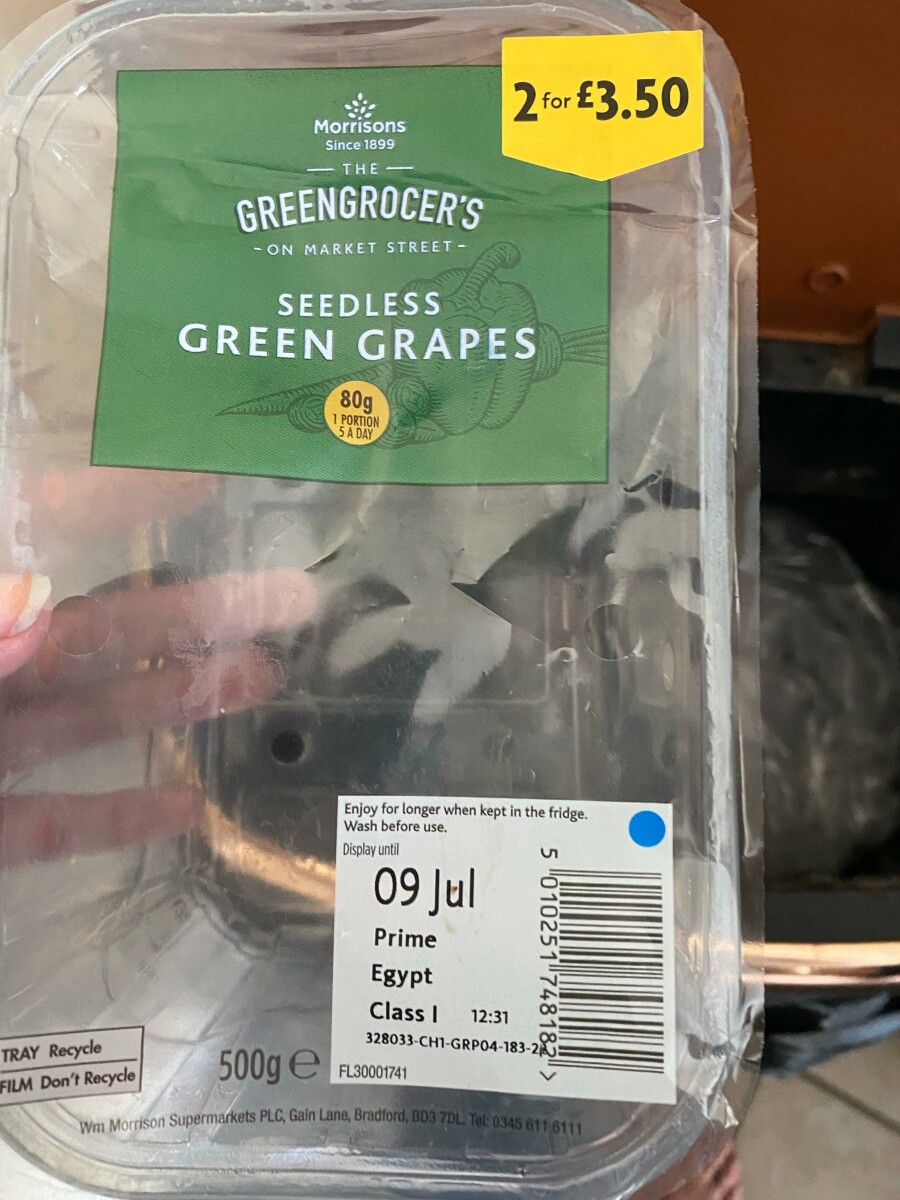 2 for £3.50
Morrisons
Since 1899
THE
GREENGROCER'S
- ON MARKET STREET -
SEEDLESS
GREEN GRAPES
80g
1 PORTION
5 A DAY
Enjoy for longer when kept in the fridge.
Wash before use.
Display until
09 Jul
Prime
Egypt
Class I 12:31
328033-CH1-GRP04-183-2
FL30001741
5 010251 748182 >
TRAY Recycle
FILM Don't Recycle
500g e
Wm Morrison Supermarkets PLC, Gain Lane, Bradford, BD3 7DL. Tel: 0345 611 6111